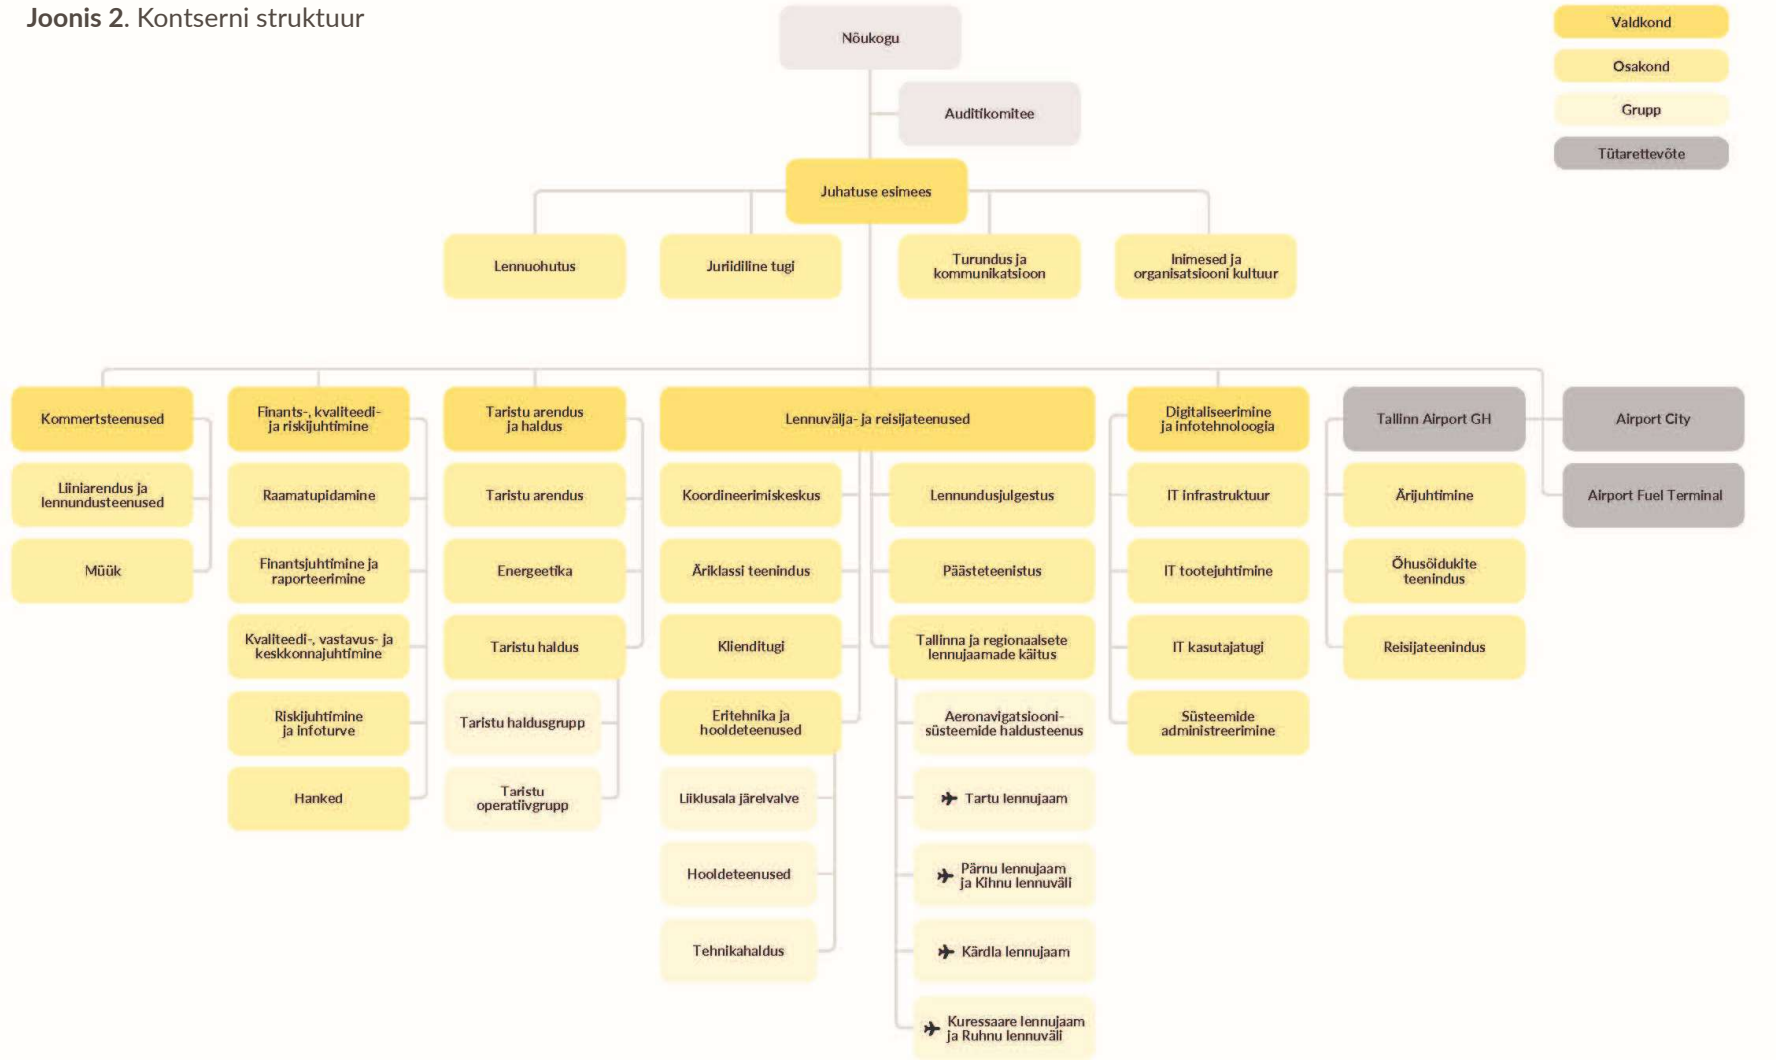 Joonis 2. Kontserni struktuur
Valdkond
Osakond
Grupp
Tütarettevõte
Nõukogu
Auditikomitee
Juhatuse esimees
Lennuohutus
Juriidiline tugi
Turundus ja
kommunikatsioon
Inimesed ja
organisatsiooni kultuur
Kommertsteenused
Liiniarendus ja
lennundusteenused
Müük
Finants-, kvaliteedi-
ja riskijuhtimine
Raamatupidamine
Finantsjuhtimine ja
raporteerimine
Kvaliteedi-, vastavus- ja
keskkonnajuhtimine
Riskijuhtimine
ja infoturve
Hanked
Taristu arendus
ja haldus
Taristu arendus
Energeetika
Taristu haldus
Taristu haldusgrupp
Taristu
operatiivgrupp
Lennuvälja- ja reisijateenused
Koordineerimiskeskus
Äriklassi teenindus
Klienditugi
Eritehnika ja
hooldeteenused
Liiklusala järelvalve
Hooldeteenused
Tehnikahaldus
Lennundusjulgestus
Päästeteenistus
Tallinna ja regionaalsete
lennujaamade käitus
Aeronavigatsiooni-
süsteemide haldusteenus
Tartu lennujaam
Pärnu lennujaam
ja Kihnu lennuväli
Kärdla lennujaam
Kuressaare lennujaam
ja Ruhnu lennuväli
Digitaliseerimine
ja infotehnoloogia
IT infrastruktuur
IT tootejuhtimine
IT kasutajatugi
Süsteemide
administreerimine
Tallinn Airport GH
Ärijuhtimine
Õhusõidukite
teenindus
Reisijateenindus
Airport City
Airport Fuel Terminal